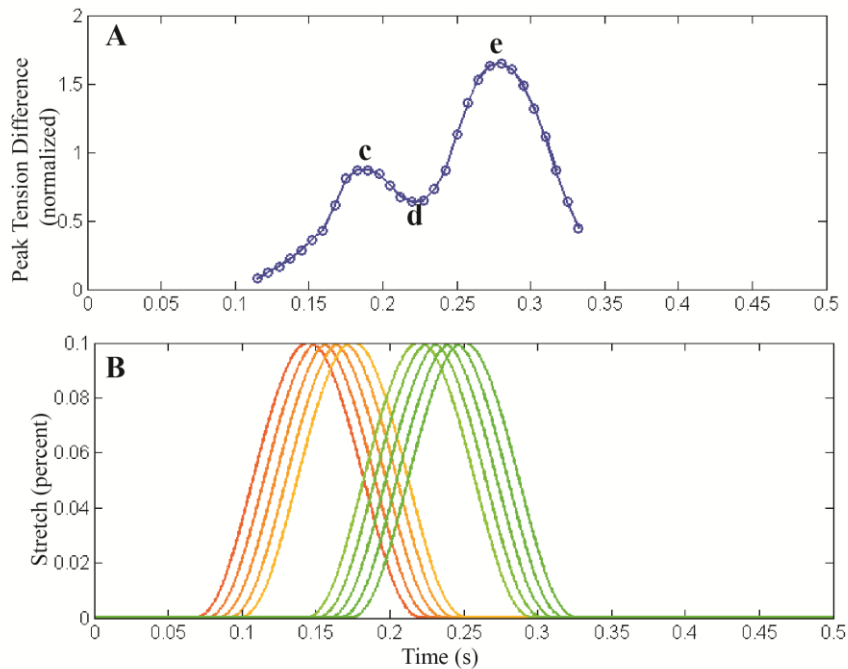 A
Peak Tension Difference
(normalized)
2
1.5
1
0.5
0
c
d
e
0 0.05 0.1 0.15 0.2 0.25 0.3 0.35 0.4 0.45 0.5
B
Stretch (percent)
0.1
0.08
0.06
0.04
0.02
0
0 0.05 0.1 0.15 0.2 0.25 0.3 0.35 0.4 0.45 0.5
Time (s)